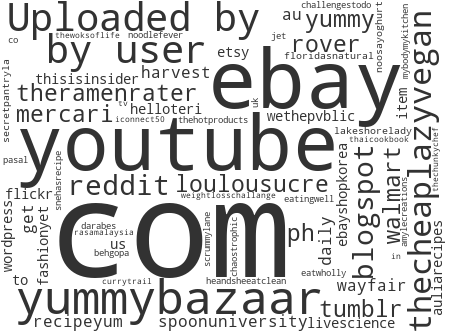 challengestodo
Uploaded by
au yummy
thewoksoflife noodlefever
co
jet
by user
etsy
rover
noosayoghurt
mybodymykitchen
floridasnatural
thisisinsider
harvest
ebay
secretpantryla
theramenrater
tv
uk
item
mercari
helloteri
iconnect50
thehotproducts
wethepvblic
thecheaplazyvegan
youtube
lakeshorelady
thaicookbook
thechunkychef
pasal
snehasrecipe
reddit
loulousucre
ebayshopkorea
blogspot
Walmart
amylecreations
flickr
weightlosschallange
eatingwell
wordpress
get
fashionyet
com
scrummylane
chaostrophic
ph
daily
auliarecipes
darabes
rasamalaysia
us
behgopa
in
to
currytrail
heandsheeatclean
eatwholly
wayfair
yummybazaar
tumblr
recipeyum
spoonuniversity
livescience